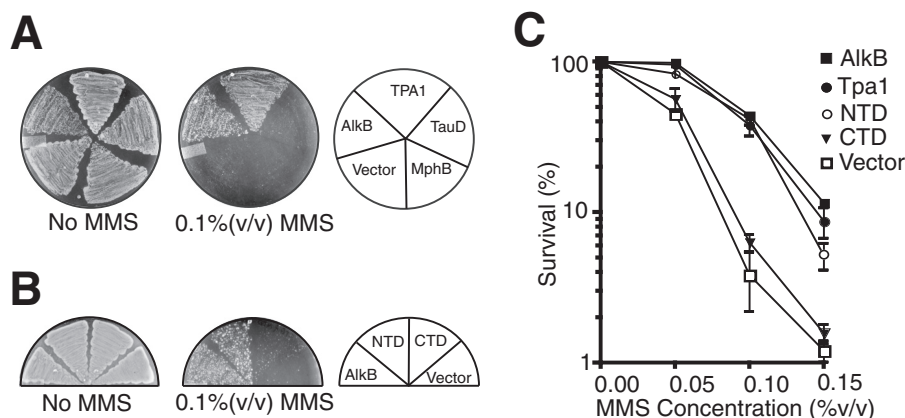 A
TPA1
AlkB
TauD
Vector
MphB
No MMS
0.1%(v/v) MMS
B
NTD
CTD
AlkB
Vector
No MMS
0.1%(v/v) MMS
C
AlkB
Tpa1
NTD
CTD
Vector
Survival (%)
100
10
1
0.00
0.05
0.10
0.15
MMS Concentration (%v/v)